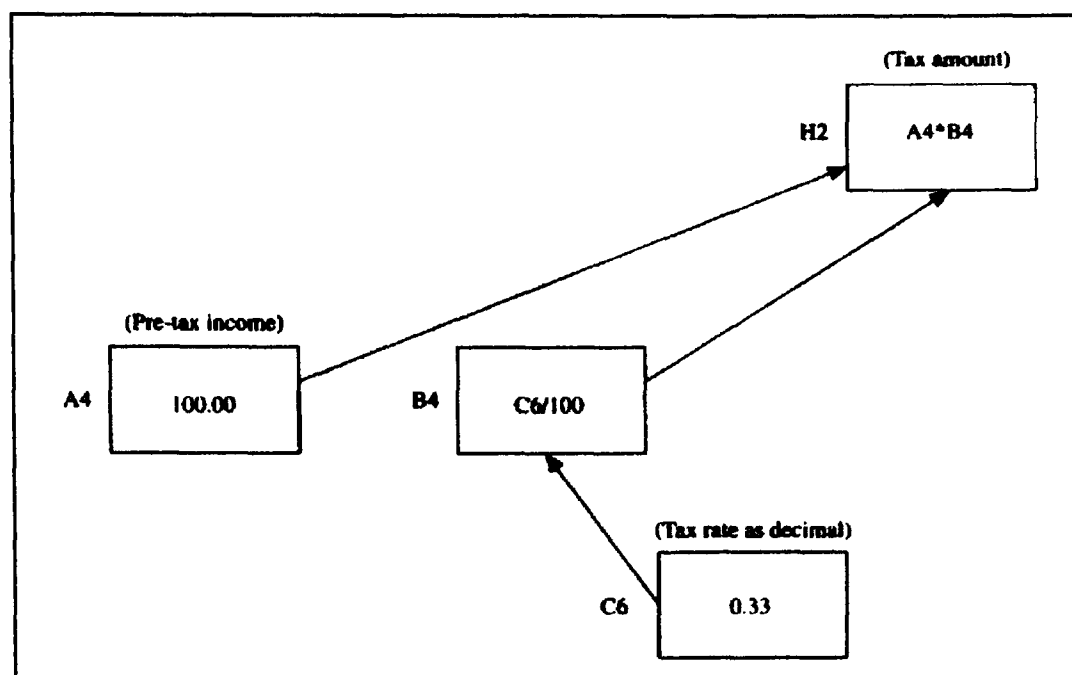 (Tax amount)
H2
A4*B4
(Pre-tax income)
A4
100.00
B4
C6/100
(Tax rate as decimal)
C6
0.33